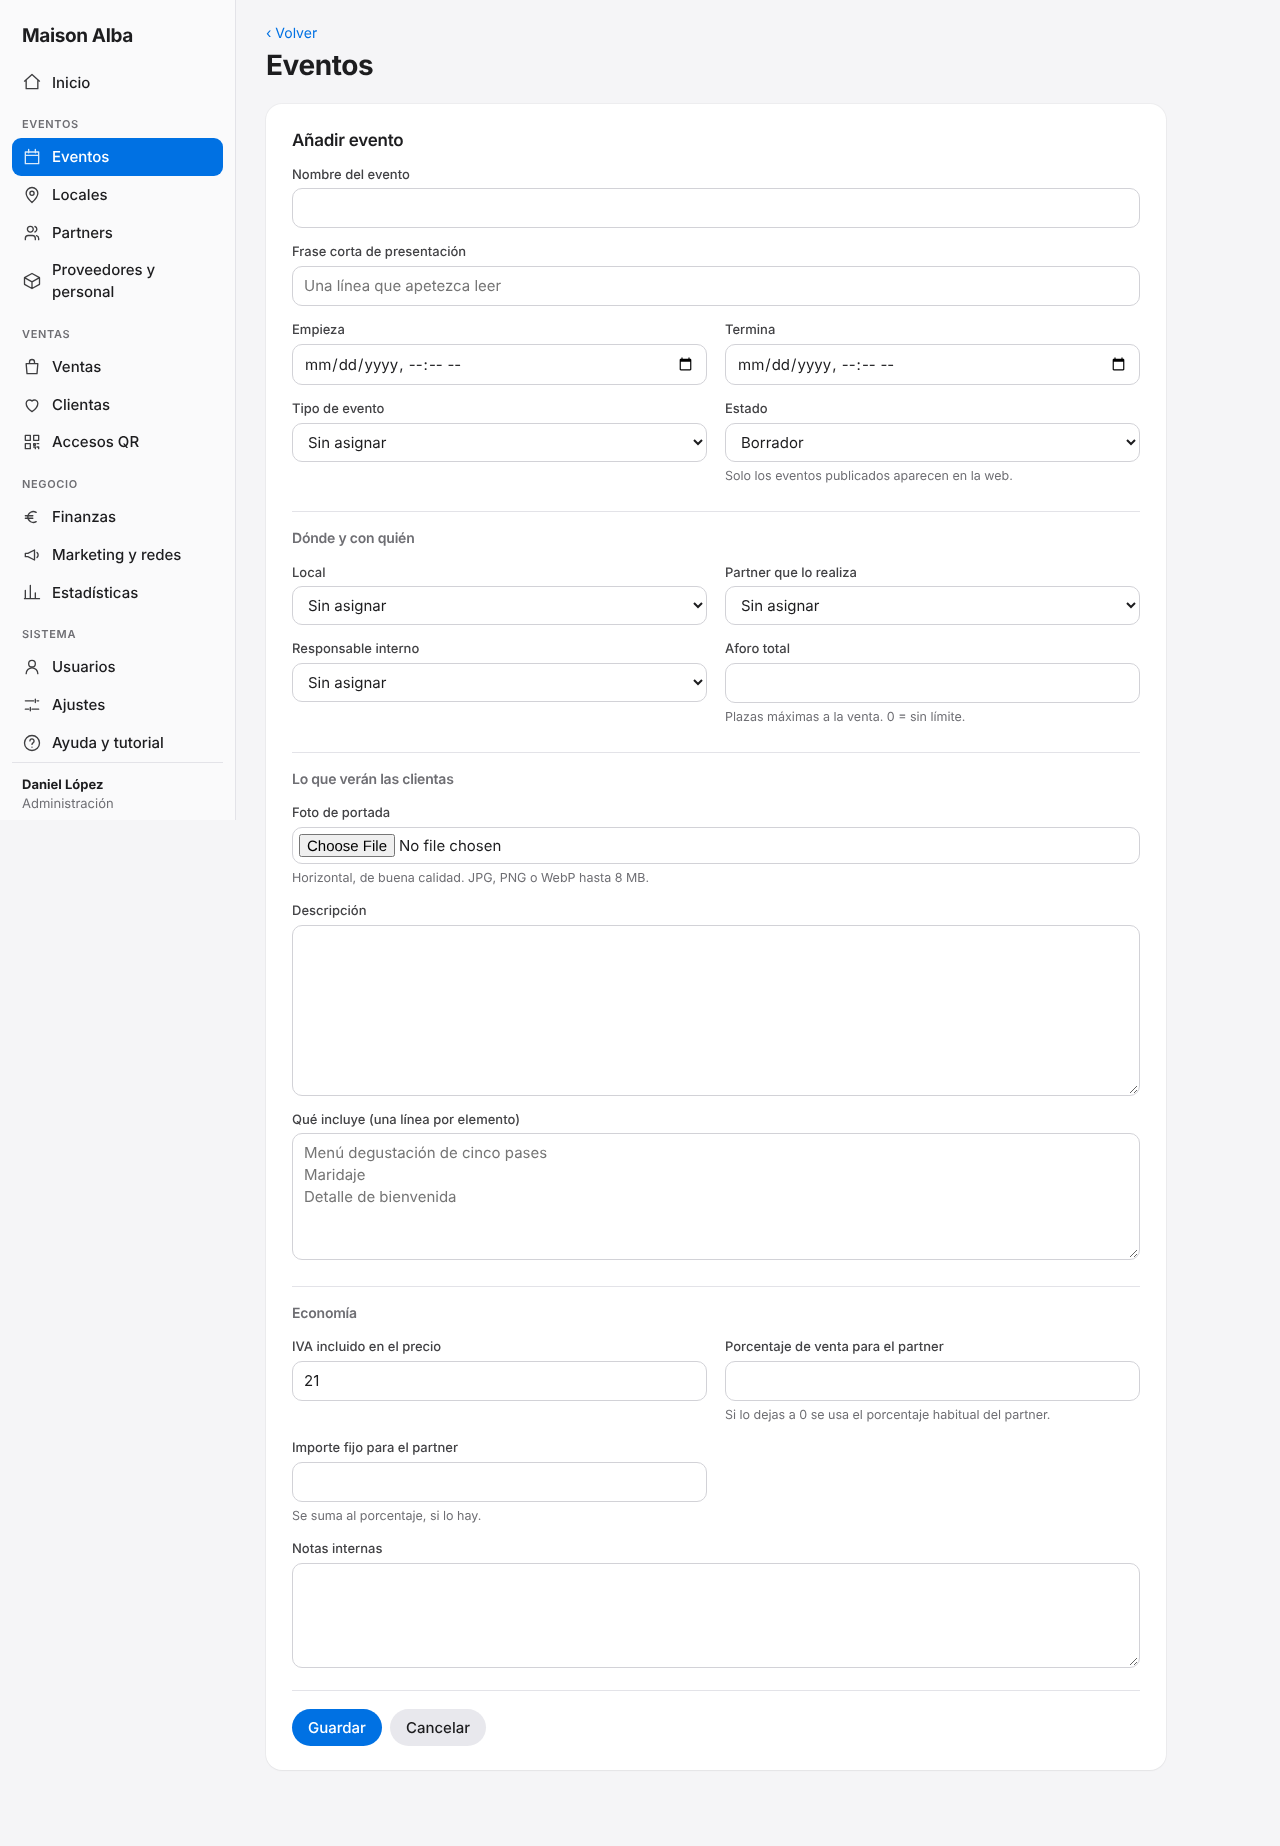 Maison Alba
Inicio
EVENTOS
Eventos
Locales
Partners
Proveedores y
personal
VENTAS
Ventas
Clientas
Accesos QR
NEGOCIO
Finanzas
Marketing y redes
Estadísticas
SISTEMA
Usuarios
Ajustes
Ayuda y tutorial
Daniel López
Administración
‹ Volver
Eventos
Añadir evento
Nombre del evento
Frase corta de presentación
Una línea que apetezca leer
Empieza
Termina
mm/dd/yyyy, --:-- --
mm/dd/yyyy, --:-- --
Tipo de evento
Estado
Sin asignar
Borrador
Solo los eventos publicados aparecen en la web.
Dónde y con quién
Local
Partner que lo realiza
Sin asignar
Sin asignar
Responsable interno
Aforo total
Sin asignar
Plazas máximas a la venta. 0 = sin límite.
Lo que verán las clientas
Foto de portada
Choose File No file chosen
Horizontal, de buena calidad. JPG, PNG o WebP hasta 8 MB.
Descripción
Qué incluye (una línea por elemento)
Menú degustación de cinco pases
Maridaje
Detalle de bienvenida
Economía
IVA incluido en el precio
Porcentaje de venta para el partner
21
Si lo dejas a 0 se usa el porcentaje habitual del partner.
Importe fijo para el partner
Se suma al porcentaje, si lo hay.
Notas internas
Guardar
Cancelar